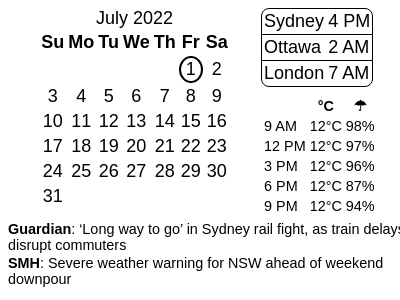 July 2022
Su Mo Tu We Th Fr Sa
1 2
3 4 5 6 7 8 9
10 11 12 13 14 15 16
17 18 19 20 21 22 23
24 25 26 27 28 29 30
31
Sydney 4 PM
Ottawa 2 AM
London 7 AM
°C ☂
9 AM 12°C 98%
12 PM 12°C 97%
3 PM 12°C 96%
6 PM 12°C 87%
9 PM 12°C 94%
Guardian: ‘Long way to go’ in Sydney rail fight, as train delays
disrupt commuters
SMH: Severe weather warning for NSW ahead of weekend
downpour